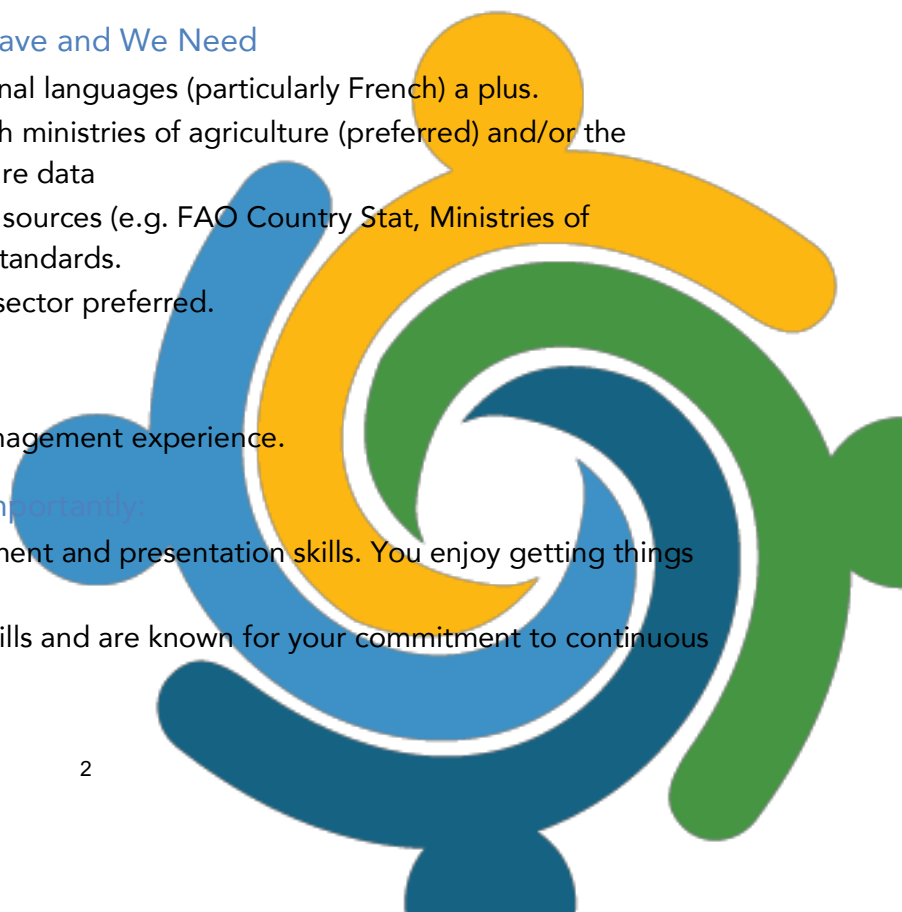 ave and We Need
nal languages (particularly French) a plus.
h ministries of agriculture (preferred) and/or the
re data
sources (e.g. FAO Country Stat, Ministries of
tandards.
sector preferred.
nagement experience.
mportantly:
ment and presentation skills. You enjoy getting things
ills and are known for your commitment to continuous
2